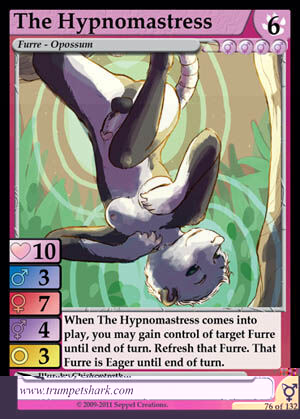 The Hypnomastress
6
Furre - Opossum
10
3
7
4
3
When The Hypnomastress comes into
play, you may gain control of target Furre
until end of turn. Refresh that Furre. That
Furre is Eager until end of turn.
www.trumpetshark.com
76 of 132
© 2009-2011 Seppel Creations.